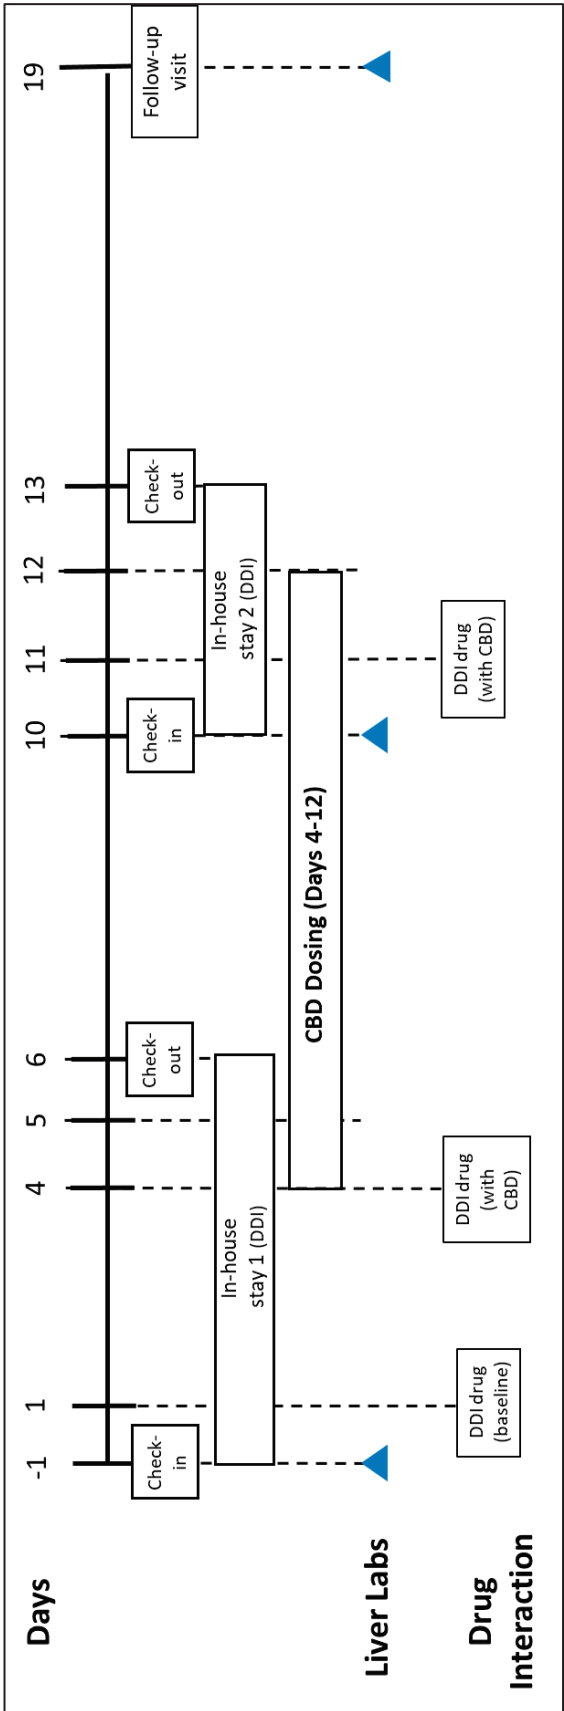 Days
-1
1
4
5
6
10
11
12
13
19
Check-
in
Check-
out
Check-
in
Check-
out
Follow-up
visit
In-house
stay 1 (DDI)
In-house
stay 2 (DDI)
CBD Dosing (Days 4-12)
Liver Labs
Drug
Interaction
DDI drug
(baseline)
DDI drug
(with
CBD)
DDI drug
(with CBD)